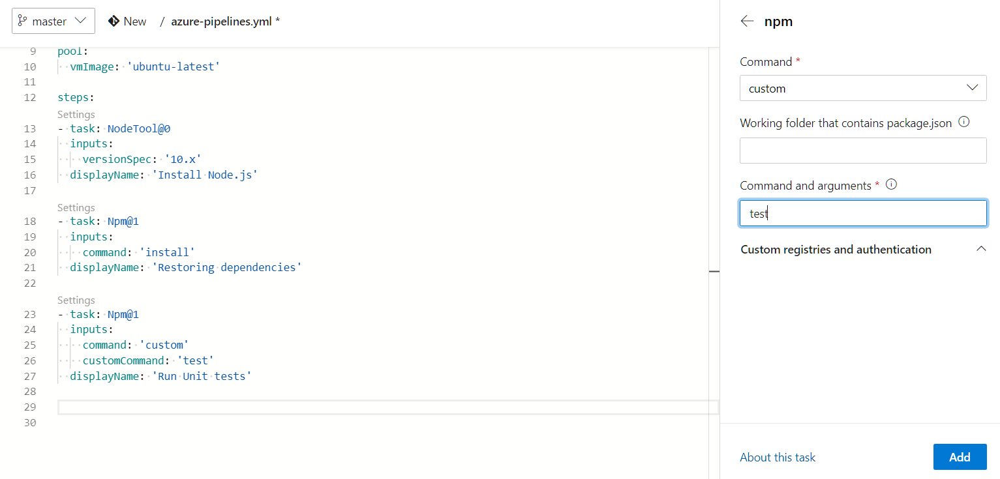 master New / azure-pipelines.yml *
9 pool:
10 vmImage: 'ubuntu-latest'
11
12 steps:
Settings
13 - task: NodeTool@0
14 inputs:
15 versionSpec: '10.x'
16 displayName: 'Install Node.js'
17
Settings
18 - task: Npm@1
19 inputs:
20 command: 'install'
21 displayName: 'Restoring dependencies'
22
Settings
23 - task: Npm@1
24 inputs:
25 command: 'custom'
26 customCommand: 'test'
27 displayName: 'Run Unit tests'
28
29
30
npm
Command *
custom
Working folder that contains package.json
Command and arguments *
test
Custom registries and authentication
About this task
Add